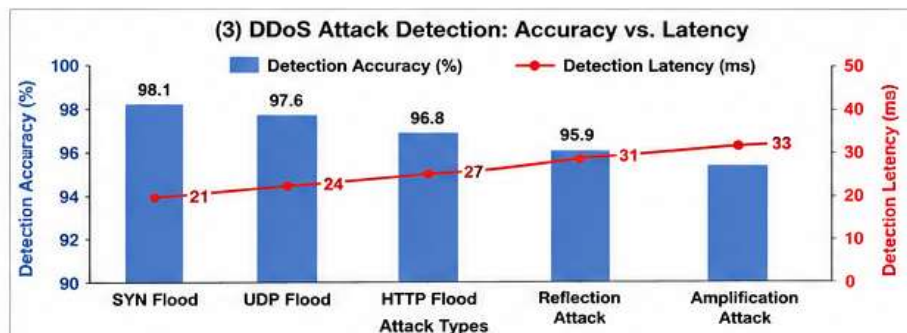 (3) DDoS Attack Detection: Accuracy vs. Latency
Detection Accuracy (%)
Detection Latency (ms)
Detection Accuracy (%)
100
98
96
94
92
90
98.1
97.6
96.8
95.9
21
24
27
31
33
50
40
30
20
10
0
Detection Latency (ms)
SYN Flood
UDP Flood
HTTP Flood
Reflection
Attack
Amplification
Attack
Attack Types